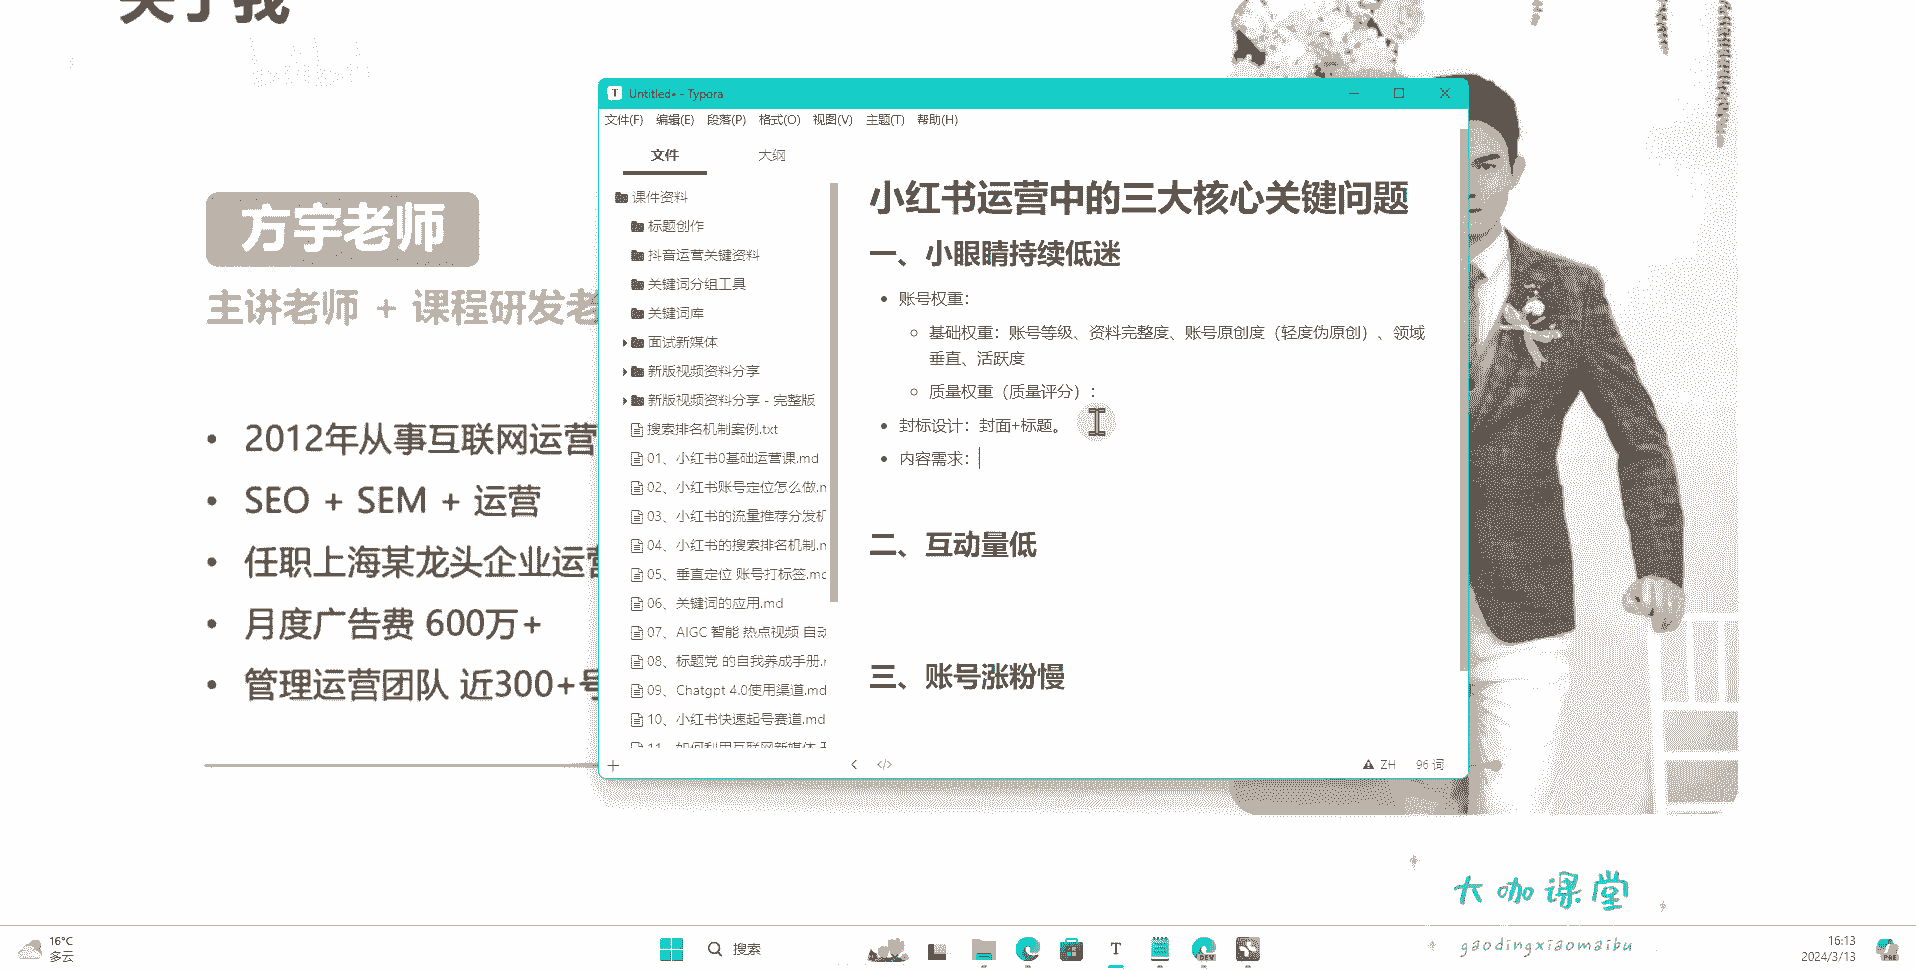 关于我
bilibili
方宇老师
主讲老师 + 课程研发老
2012年从事互联网运营
SEO + SEM + 运营
任职上海某龙头企业运营
月度广告费 600万+
管理运营团队 近300+号
Untitled• - Typora
文件(F) 编辑(E) 段落(P) 格式(O) 视图(V) 主题(T) 帮助(H)
文件 大纲
课件资料
标题创作
抖音运营关键资料
关键词分组工具
关键词库
面试新媒体
新版视频资料分享
新版视频资料分享 - 完整版
搜索排名机制案例.txt
01、小红书0基础运营课.md
02、小红书账号定位怎么做.m
03、小红书的流量推荐分发机
04、小红书的搜索排名机制.m
05、垂直定位 账号打标签.md
06、关键词的应用.md
07、AIGC 智能 热点视频 自动
08、标题党 的自我养成手册.m
09、Chatgpt 4.0使用渠道.md
10、小红书快速起号赛道.md
11、如何利用互联网新媒体
小红书运营中的三大核心关键问题
一、小眼睛持续低迷
账号权重：
基础权重：账号等级、资料完整度、账号原创度（轻度伪原创）、领域
垂直、活跃度
质量权重（质量评分）：
封标设计：封面+标题。
内容需求：
二、互动量低
三、账号涨粉慢
ZH 96 词
大咖课堂
gaodingxiaomaibu
16°C
多云
搜索
T
DEV
16:13
2024/3/13
PRE